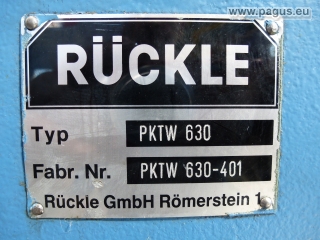 www.pagus.eu
RÜCKLE
Typ PKTW 630
Fabr. Nr. PKTW 630-401
Rückle GmbH Römerstein 1